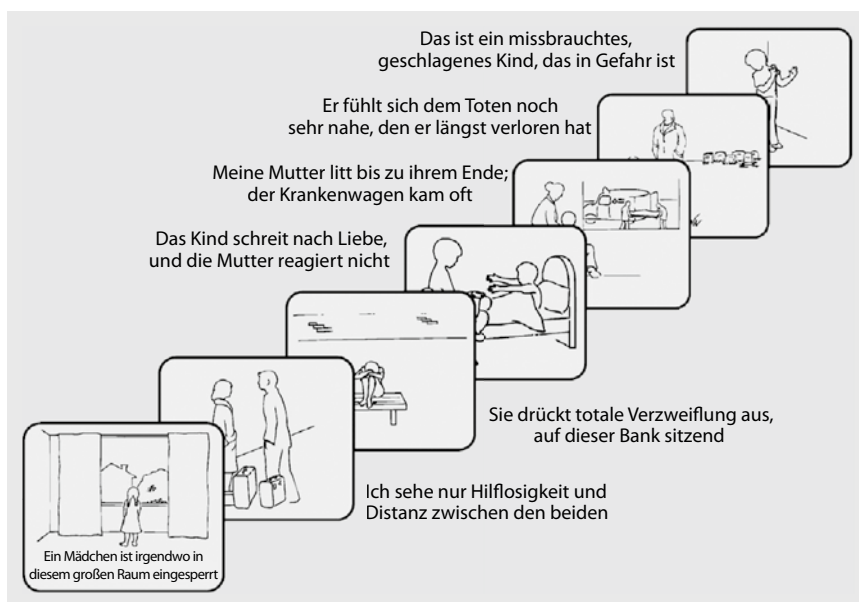 Das ist ein missbrauchtes,
geschlagenes Kind, das in Gefahr ist
Er fühlt sich dem Toten noch
sehr nahe, den er längst verloren hat
Meine Mutter litt bis zu ihrem Ende;
der Krankenwagen kam oft
Das Kind schreit nach Liebe,
und die Mutter reagiert nicht
Sie drückt totale Verzweiflung aus,
auf dieser Bank sitzend
Ich sehe nur Hilflosigkeit und
Distanz zwischen den beiden
Ein Mädchen ist irgendwo in
diesem großen Raum eingesperrt